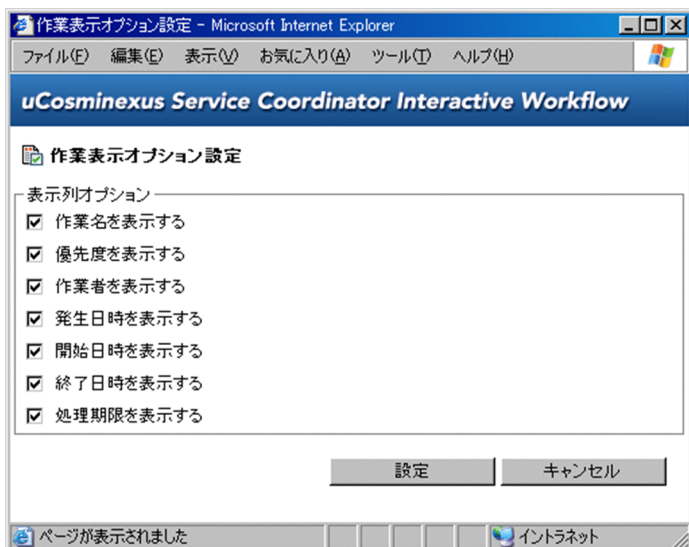 作業表示オプション設定 - Microsoft Internet Explorer
ファイル(F) 編集(E) 表示(V) お気に入り(A) ツール(T) ヘルプ(H)
uCosminexus Service Coordinator Interactive Workflow
作業表示オプション設定
表示列オプション
作業名を表示する
優先度を表示する
作業者を表示する
発生日時を表示する
開始日時を表示する
終了日時を表示する
処理期限を表示する
設定 キャンセル
ページが表示されました イントラネット